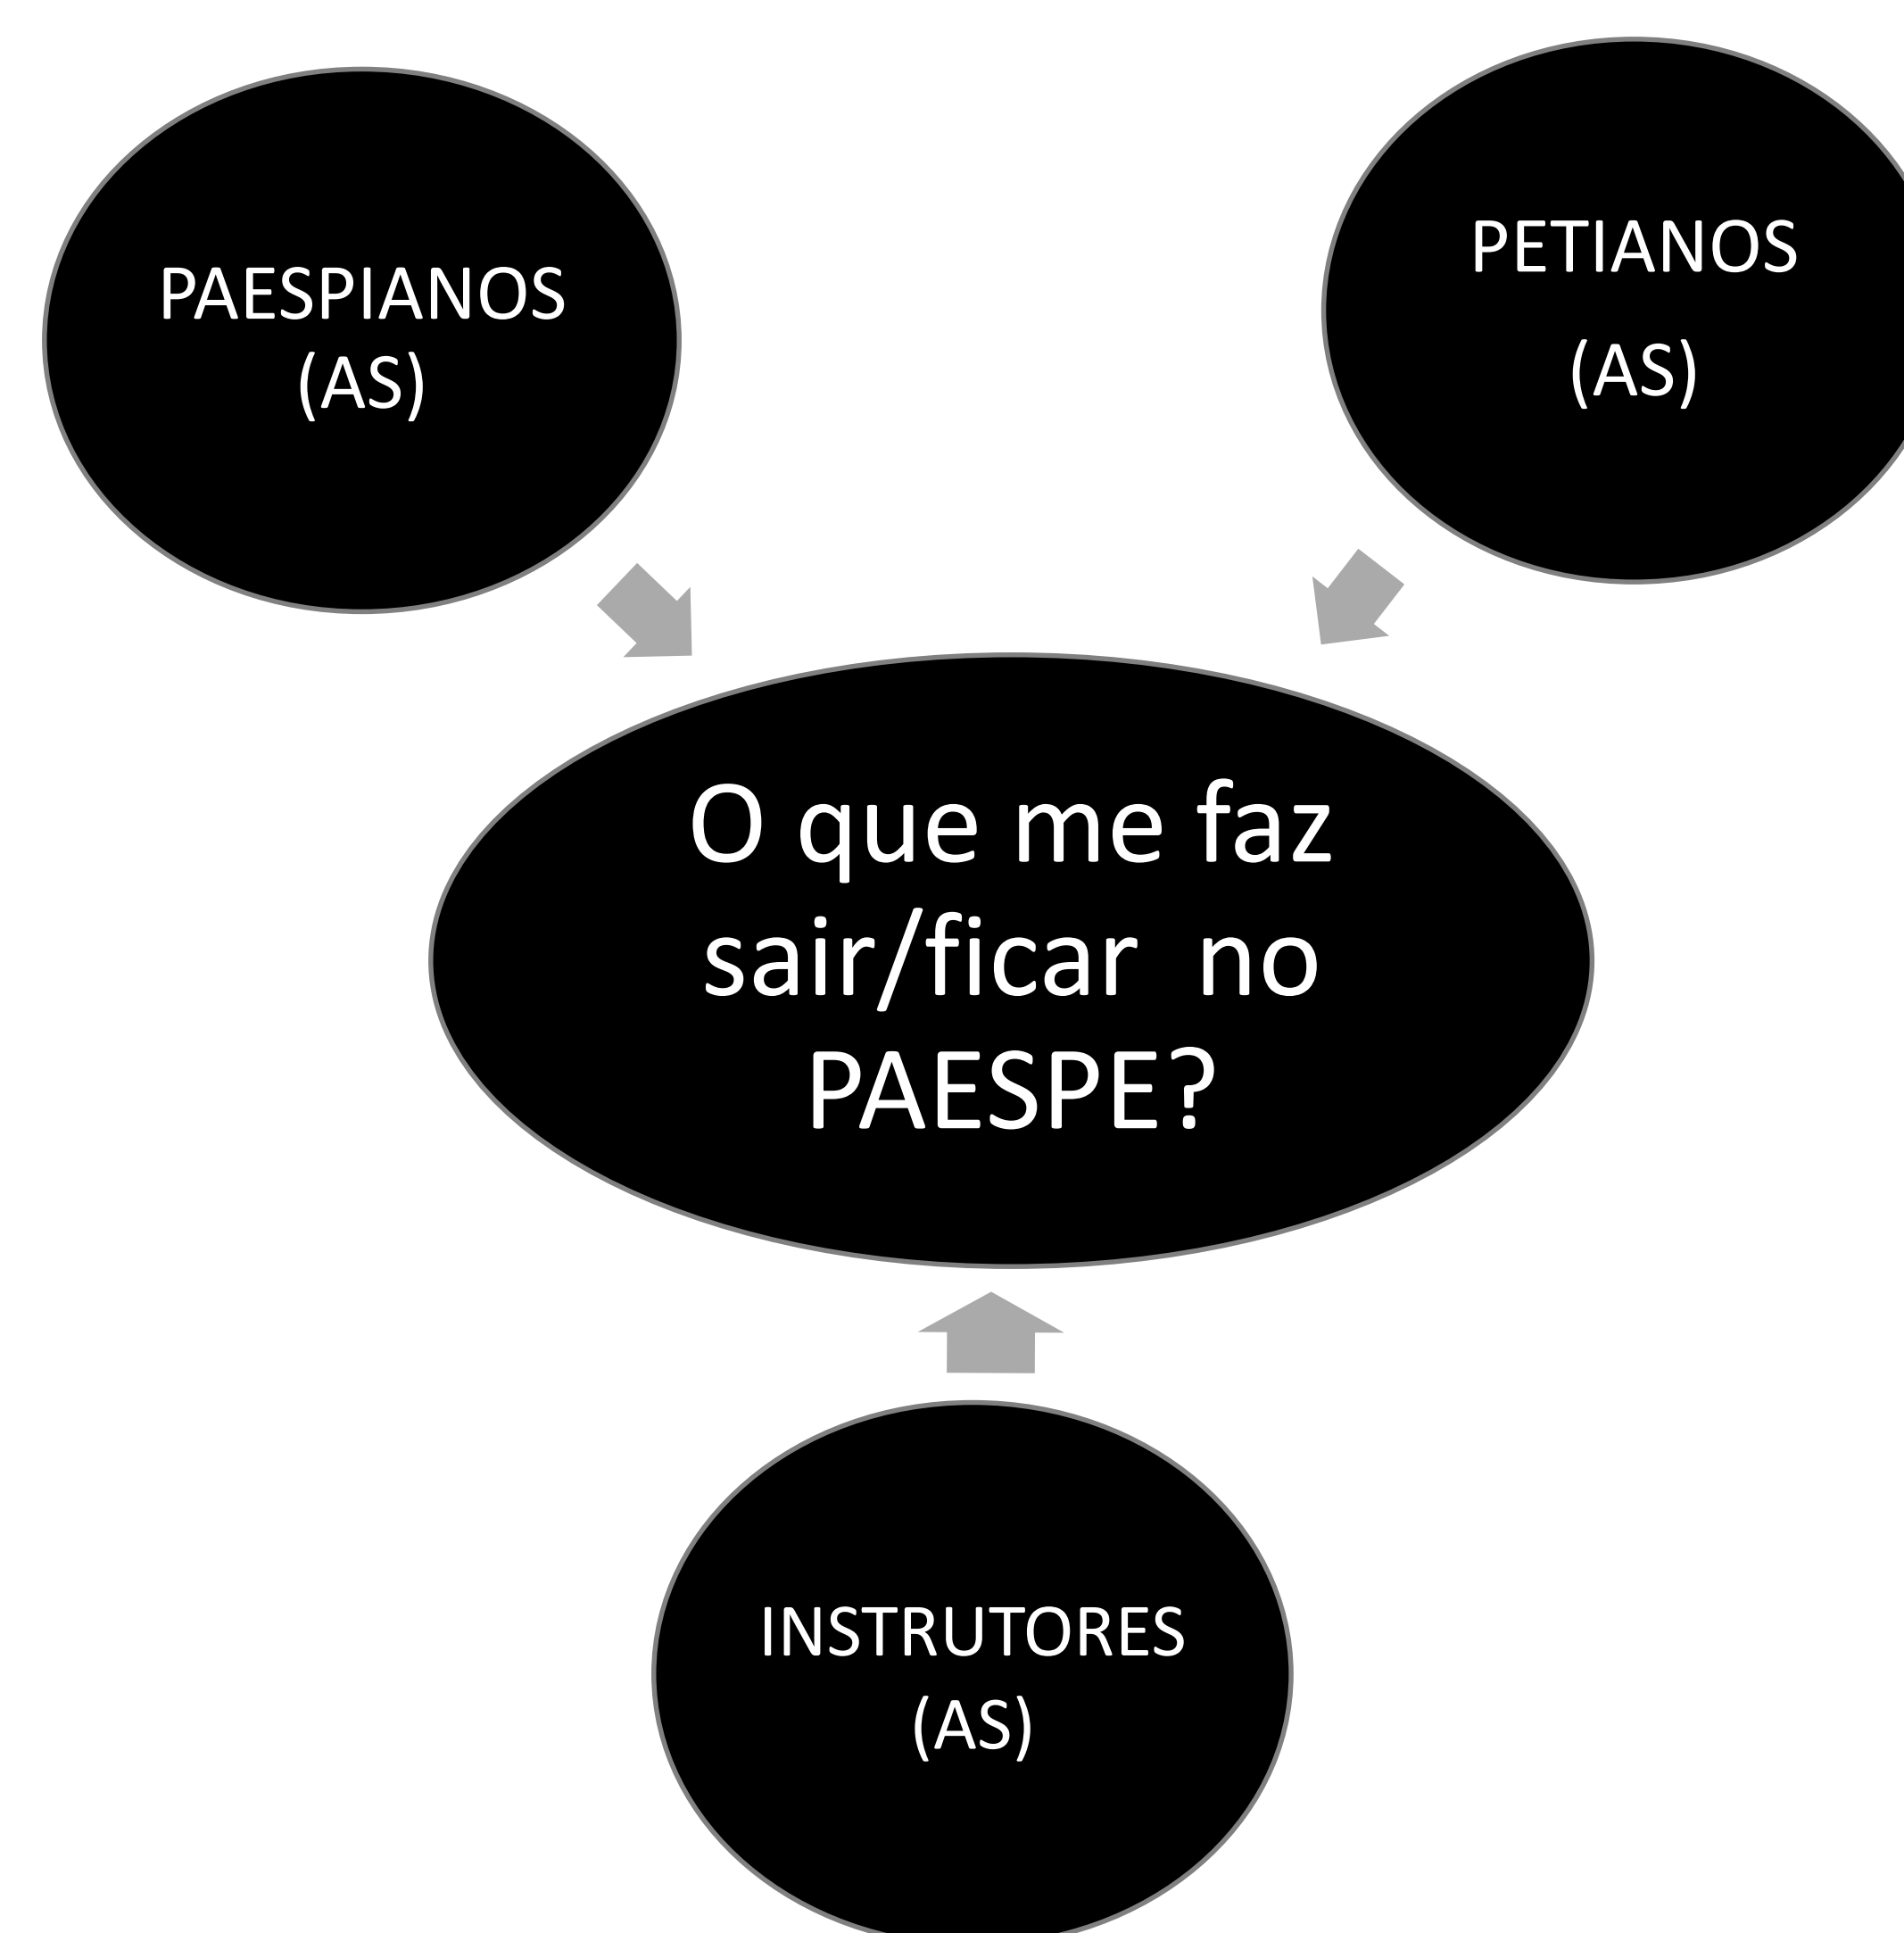 PAESPIANOS
(AS)
PETIANOS
(AS)
O que me faz
sair/ficar no
PAESPE?
INSTRUTORES
(AS)